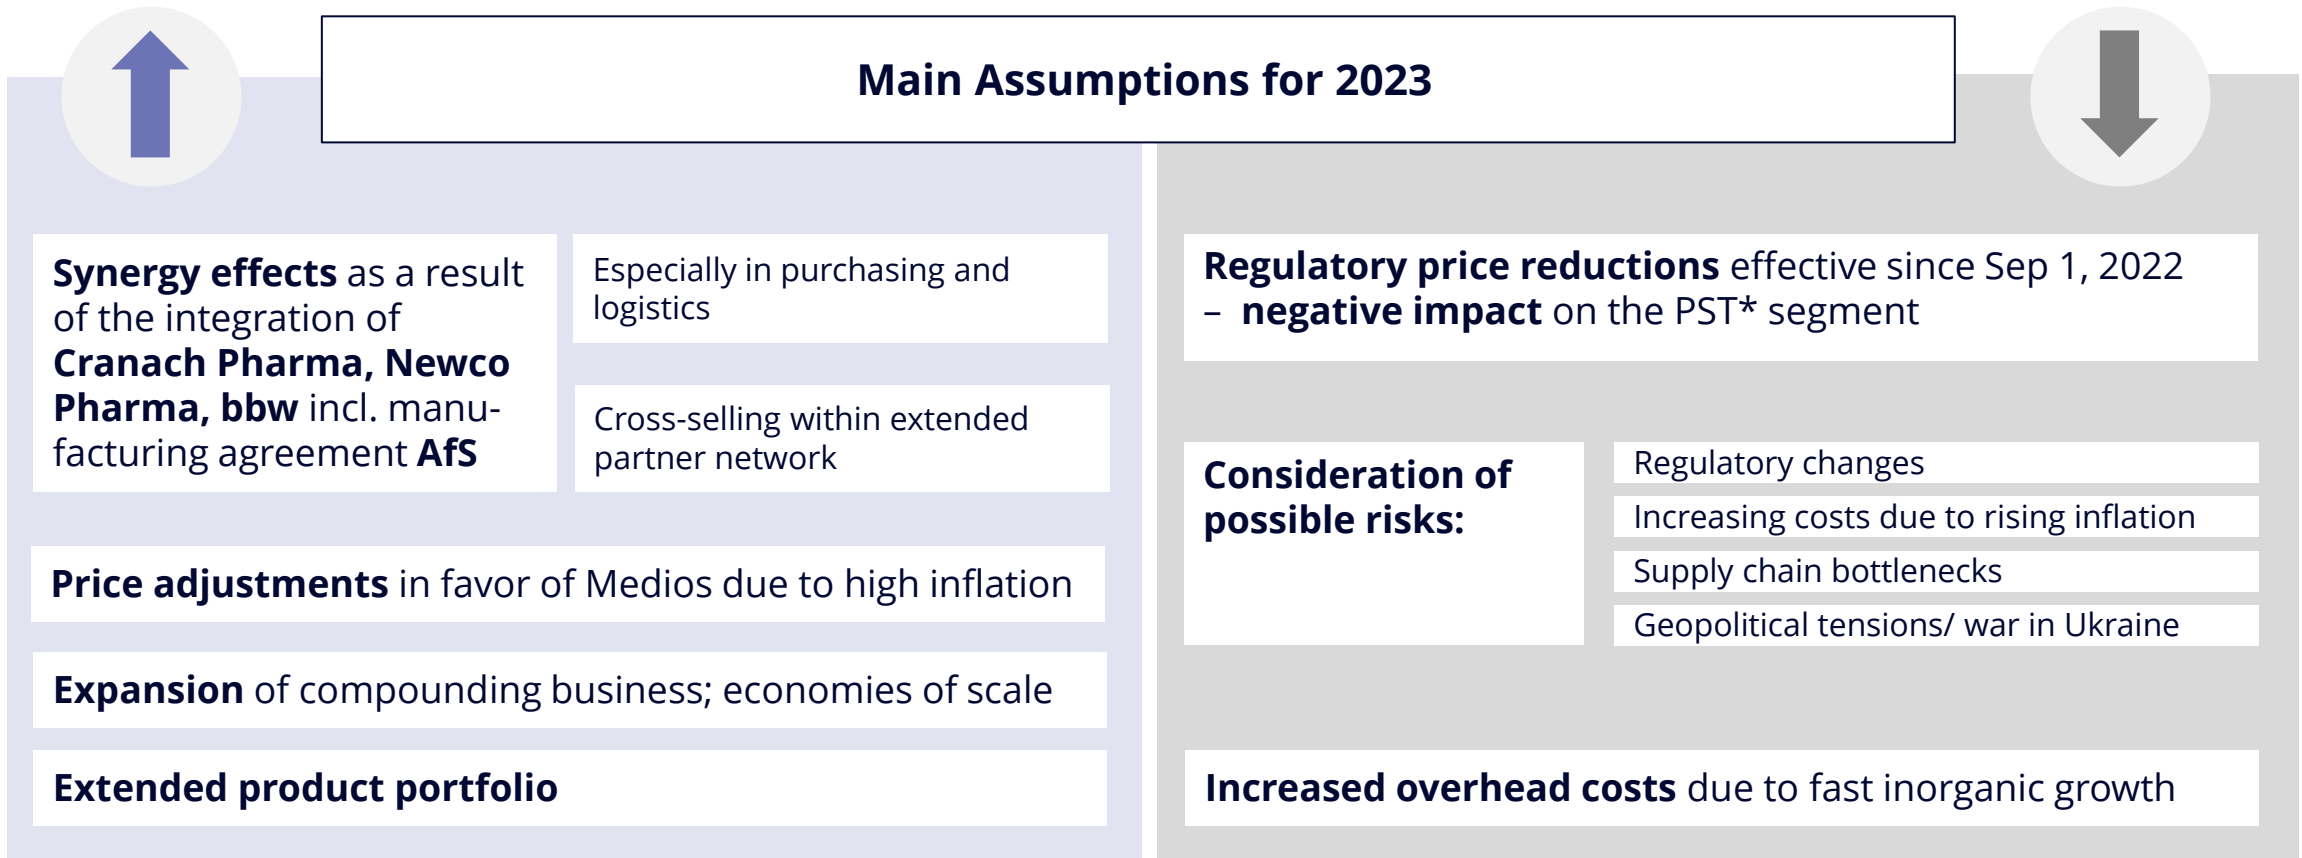 Main Assumptions for 2023
Synergy effects as a result
of the integration of
Cranach Pharma, Newco
Pharma, bbw incl. manu-
facturing agreement AfS
Especially in purchasing and
logistics
Cross-selling within extended
partner network
Price adjustments in favor of Medios due to high inflation
Expansion of compounding business; economies of scale
Extended product portfolio
Regulatory price reductions effective since Sep 1, 2022
– negative impact on the PST* segment
Consideration of
possible risks:
Regulatory changes
Increasing costs due to rising inflation
Supply chain bottlenecks
Geopolitical tensions/ war in Ukraine
Increased overhead costs due to fast inorganic growth